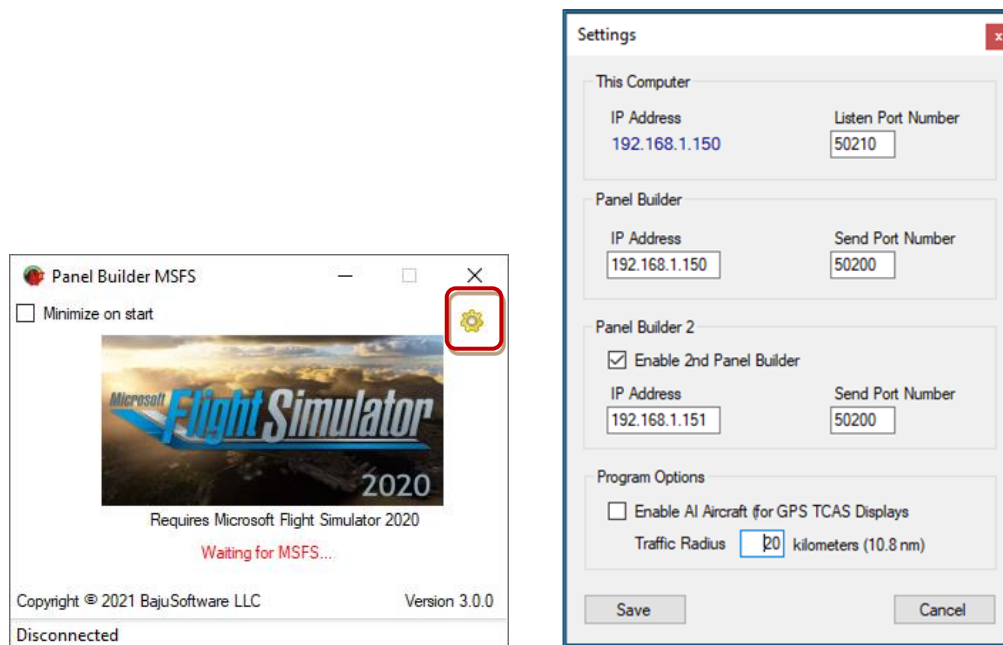 Panel Builder MSFS
Minimize on start
Microsoft
Flight Simulator
2020
Requires Microsoft Flight Simulator 2020
Waiting for MSFS...
Copyright © 2021 BajuSoftware LLC Version 3.0.0
Disconnected
Settings
This Computer
IP Address Listen Port Number
192.168.1.150 50210
Panel Builder
IP Address Send Port Number
192.168.1.150 50200
Panel Builder 2
Enable 2nd Panel Builder
IP Address Send Port Number
192.168.1.151 50200
Program Options
Enable AI Aircraft (for GPS TCAS Displays
Traffic Radius 20 kilometers (10.8 nm)
Save Cancel